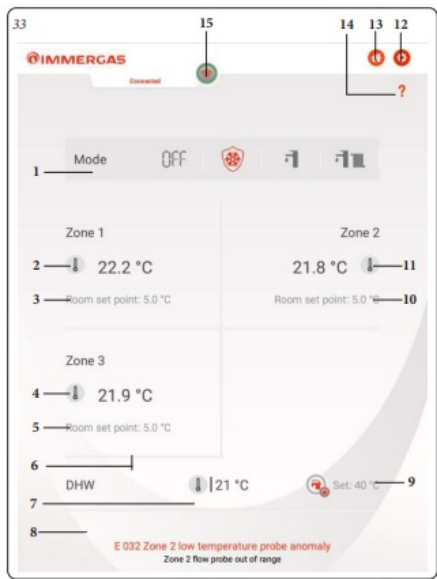 33
15
14
13
12
IMMERGAS
Connected
?
1
Mode OFF
Zone 1
Zone 2
2
22.2 °C
21.8 °C
11
3
Room set point: 5.0 °C
Room set point: 5.0 °C
10
Zone 3
4
21.9 °C
5
Room set point: 5.0 °C
6
DHW
21 °C
Set: 40 °C
9
7
8
E 032 Zone 2 low temperature probe anomaly
Zone 2 flow probe out of range